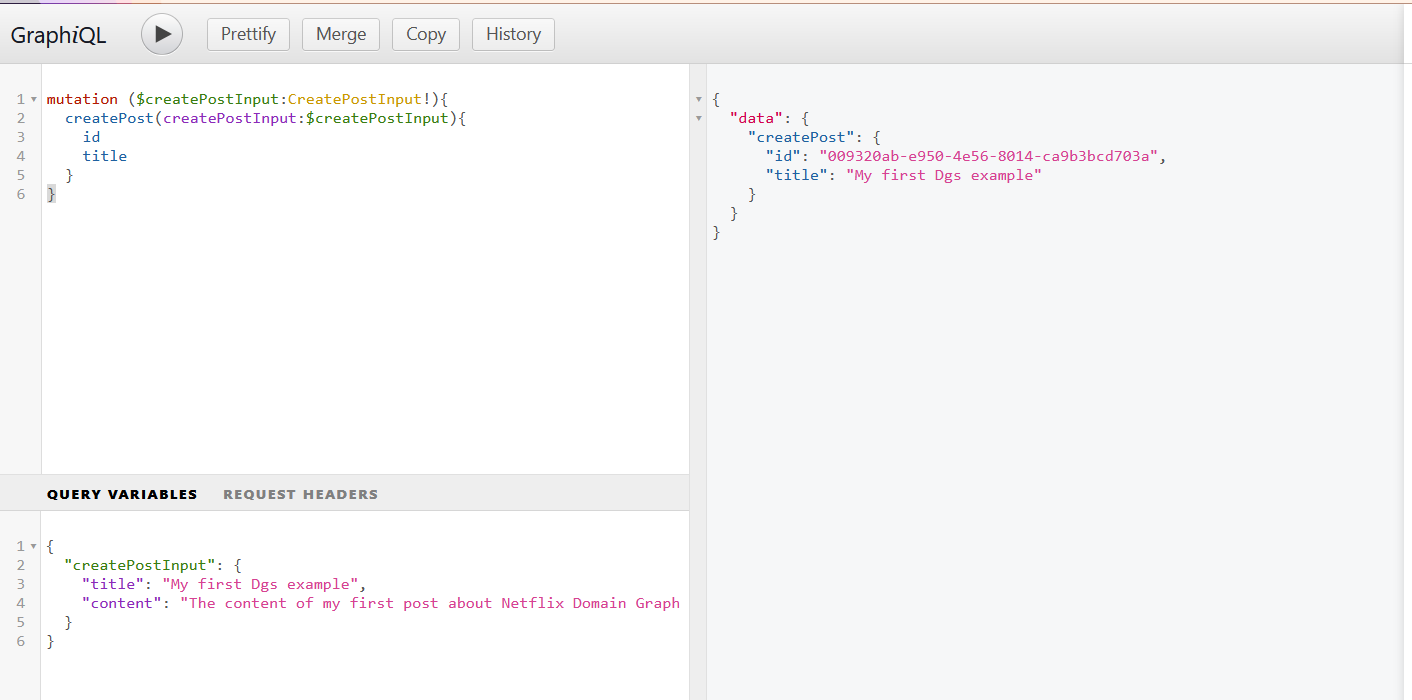 GraphiQL
Prettify
Merge
Copy
History
1 mutation ($createPostInput:CreatePostInput!){
2   createPost(createPostInput:$createPostInput){
3     id
4     title
5   }
6 }
{
  "data": {
    "createPost": {
      "id": "009320ab-e950-4e56-8014-ca9b3bcd703a",
      "title": "My first Dgs example"
    }
  }
}
QUERY VARIABLES
REQUEST HEADERS
1 {
2   "createPostInput": {
3     "title": "My first Dgs example",
4     "content": "The content of my first post about Netflix Domain Graph
5   }
6 }